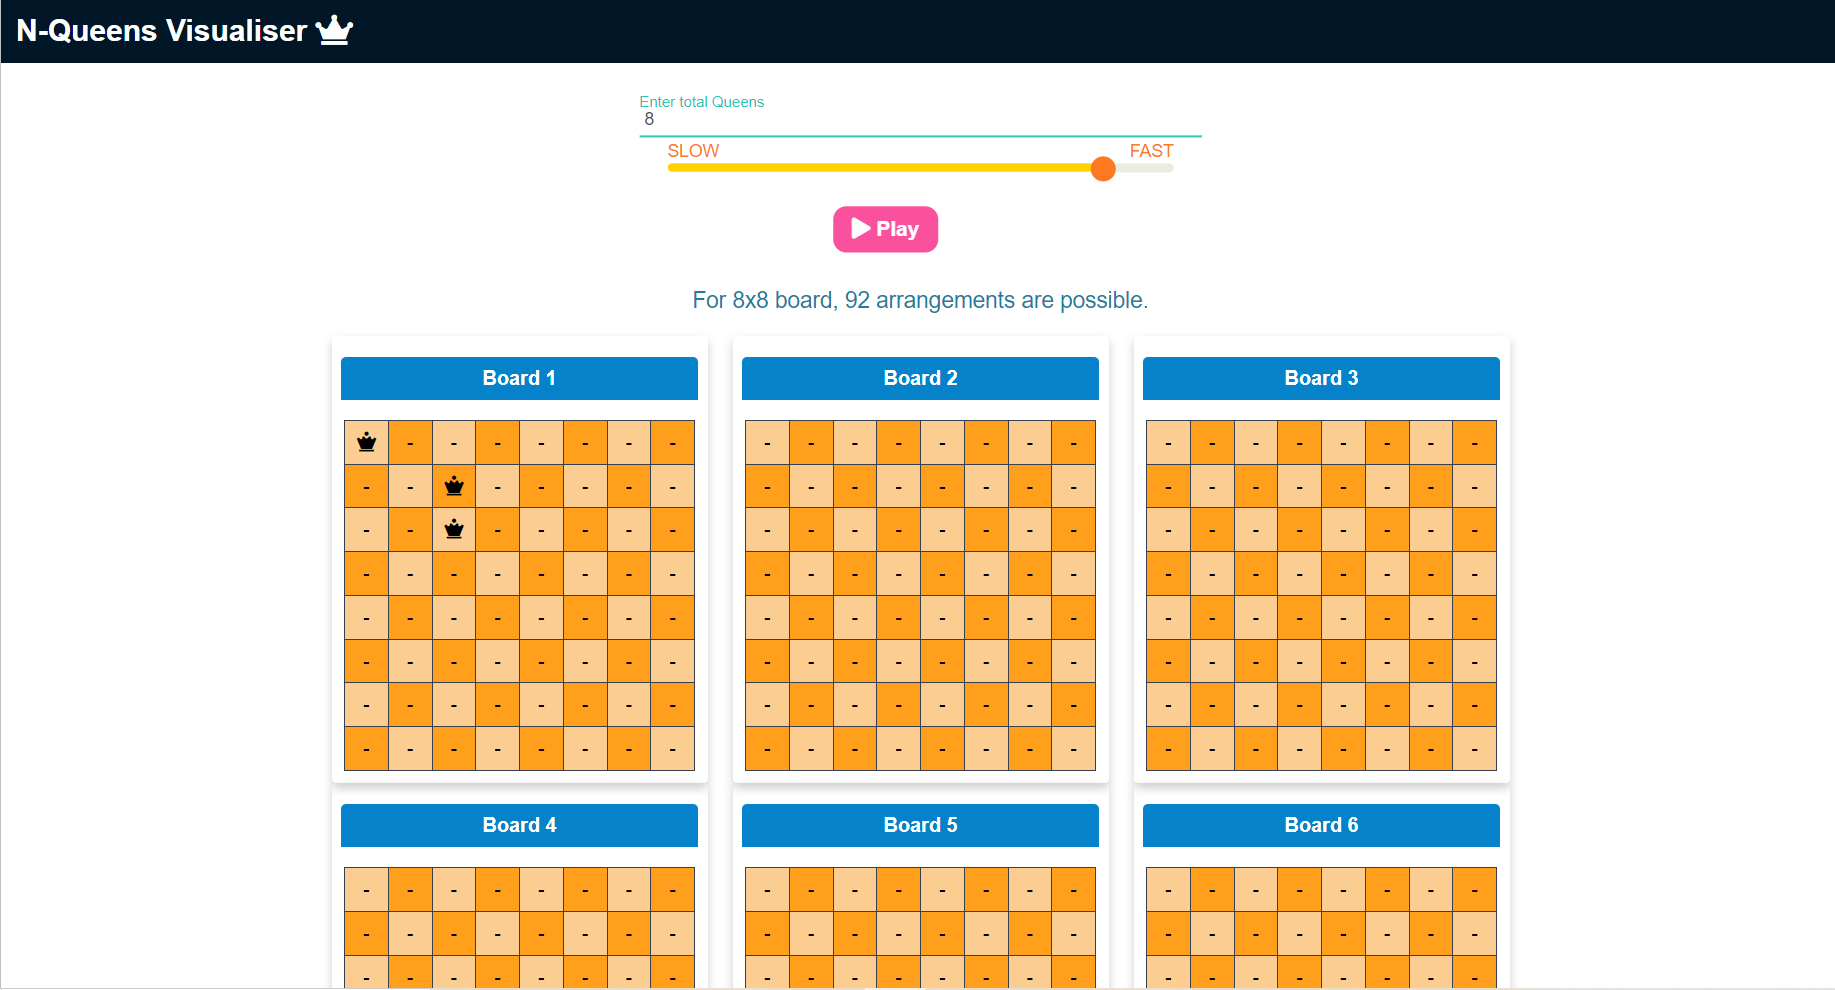 N-Queens Visualiser
Enter total Queens
8
SLOW FAST
Play
For 8x8 board, 92 arrangements are possible.
Board 1 Board 2 Board 3
- - - - - - - - - - - - - - - - - - - - - - -
- - - - - - - - - - - - - - - - - - - - - - -
- - - - - - - - - - - - - - - - - - - - - - -
- - - - - - - - - - - - - - - - - - - - - - - -
- - - - - - - - - - - - - - - - - - - - - - - -
- - - - - - - - - - - - - - - - - - - - - - - -
- - - - - - - - - - - - - - - - - - - - - - - -
- - - - - - - - - - - - - - - - - - - - - - - -
Board 4 Board 5 Board 6
- - - - - - - - - - - - - - - - - - - - - - - -
- - - - - - - - - - - - - - - - - - - - - - - -
- - - - - - - - - - - - - - - - - - - - - - - -